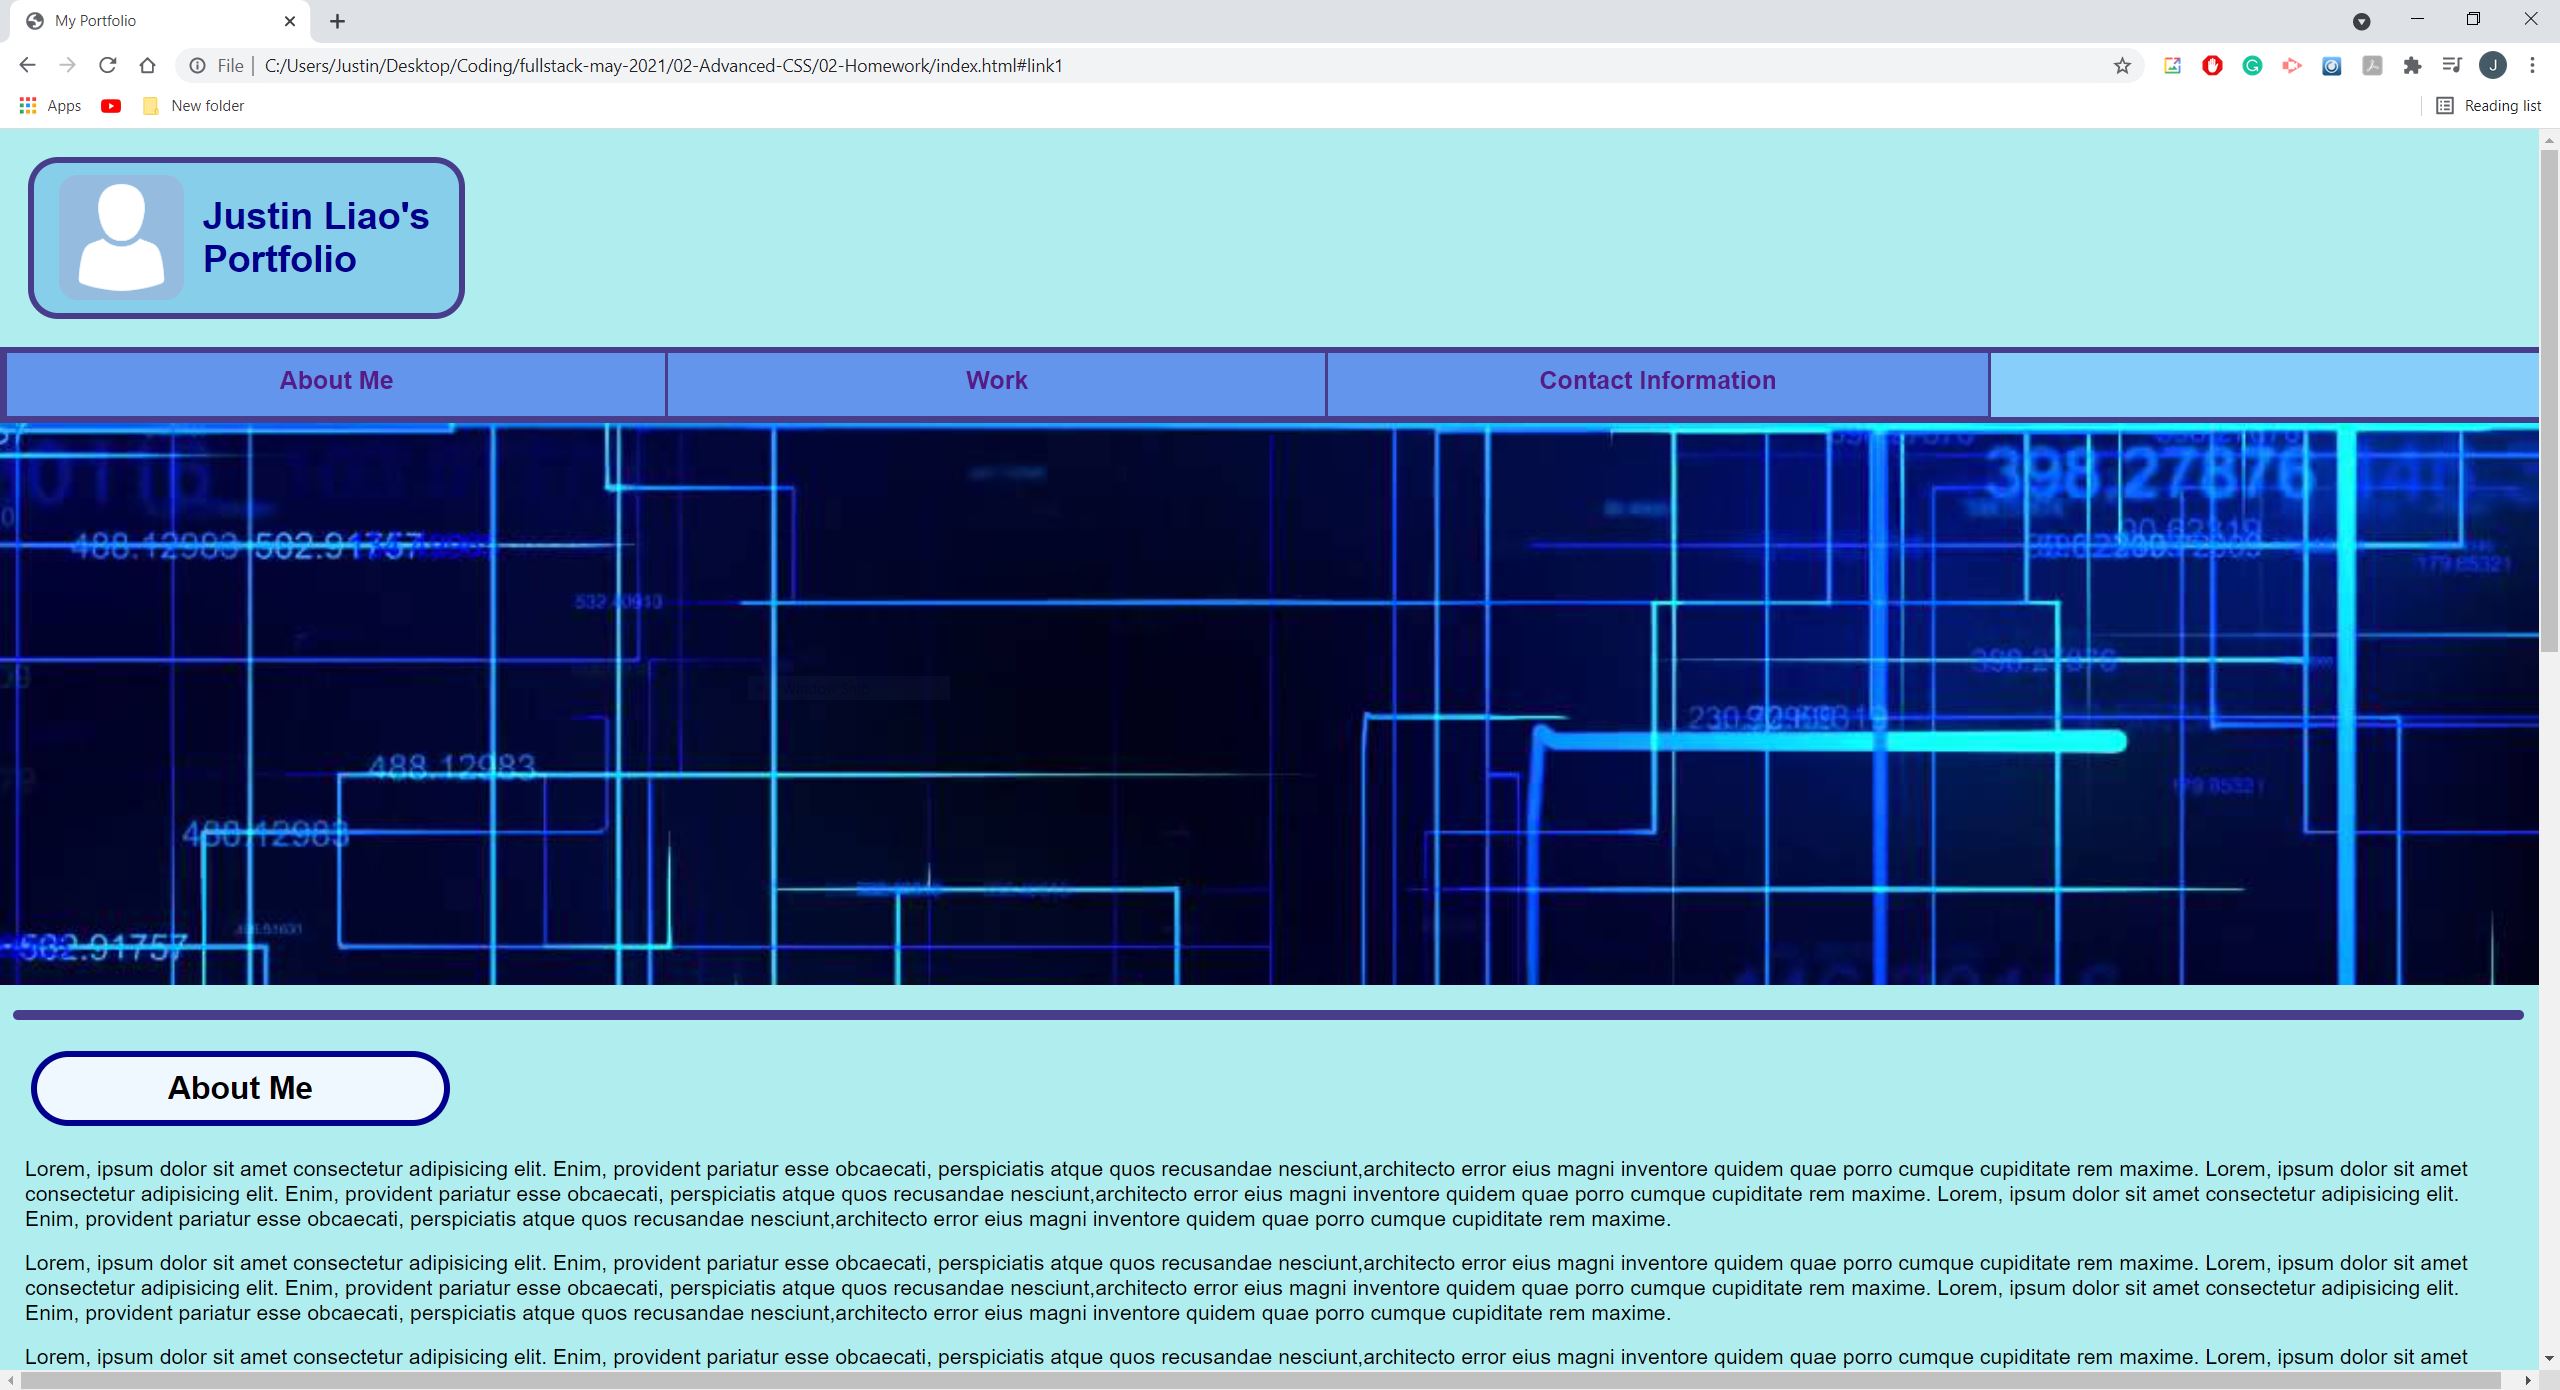 My Portfolio
File | C:/Users/Justin/Desktop/Coding/fullstack-may-2021/02-Advanced-CSS/02-Homework/index.html#link1
J
Apps
New folder
Reading list
Justin Liao's
Portfolio
About Me
Work
Contact Information
398.27876
488.12983
502.91757
179.85321
398.27876
488.12983
179.85321
488.12983
502.91757
About Me
Lorem, ipsum dolor sit amet consectetur adipisicing elit. Enim, provident pariatur esse obcaecati, perspiciatis atque quos recusandae nesciunt,architecto error eius magni inventore quidem quae porro cumque cupiditate rem maxime. Lorem, ipsum dolor sit amet
consectetur adipisicing elit. Enim, provident pariatur esse obcaecati, perspiciatis atque quos recusandae nesciunt,architecto error eius magni inventore quidem quae porro cumque cupiditate rem maxime. Lorem, ipsum dolor sit amet consectetur adipisicing elit.
Enim, provident pariatur esse obcaecati, perspiciatis atque quos recusandae nesciunt,architecto error eius magni inventore quidem quae porro cumque cupiditate rem maxime.
Lorem, ipsum dolor sit amet consectetur adipisicing elit. Enim, provident pariatur esse obcaecati, perspiciatis atque quos recusandae nesciunt,architecto error eius magni inventore quidem quae porro cumque cupiditate rem maxime. Lorem, ipsum dolor sit amet
consectetur adipisicing elit. Enim, provident pariatur esse obcaecati, perspiciatis atque quos recusandae nesciunt,architecto error eius magni inventore quidem quae porro cumque cupiditate rem maxime. Lorem, ipsum dolor sit amet consectetur adipisicing elit.
Enim, provident pariatur esse obcaecati, perspiciatis atque quos recusandae nesciunt,architecto error eius magni inventore quidem quae porro cumque cupiditate rem maxime.
Lorem, ipsum dolor sit amet consectetur adipisicing elit. Enim, provident pariatur esse obcaecati, perspiciatis atque quos recusandae nesciunt,architecto error eius magni inventore quidem quae porro cumque cupiditate rem maxime. Lorem, ipsum dolor sit amet